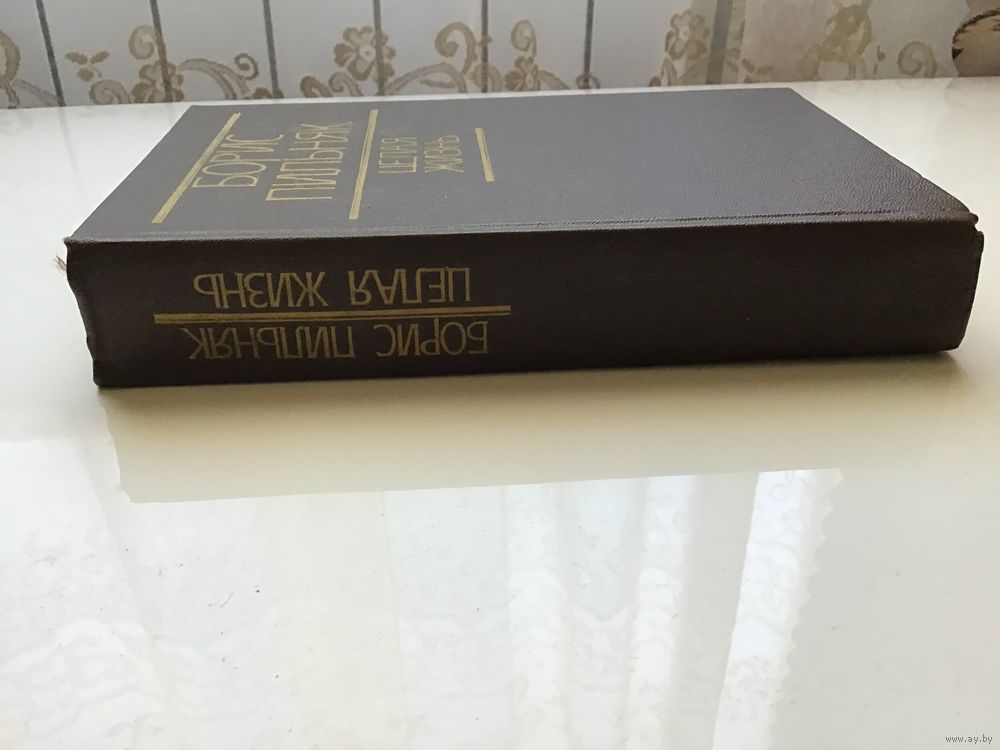 БОРИС
ПИЛЬНЯК
ЦЕЛАЯ
ЖИЗНЬ
БОРИС ПИЛЬНЯК
ЦЕЛАЯ ЖИЗНЬ
www.ay.by